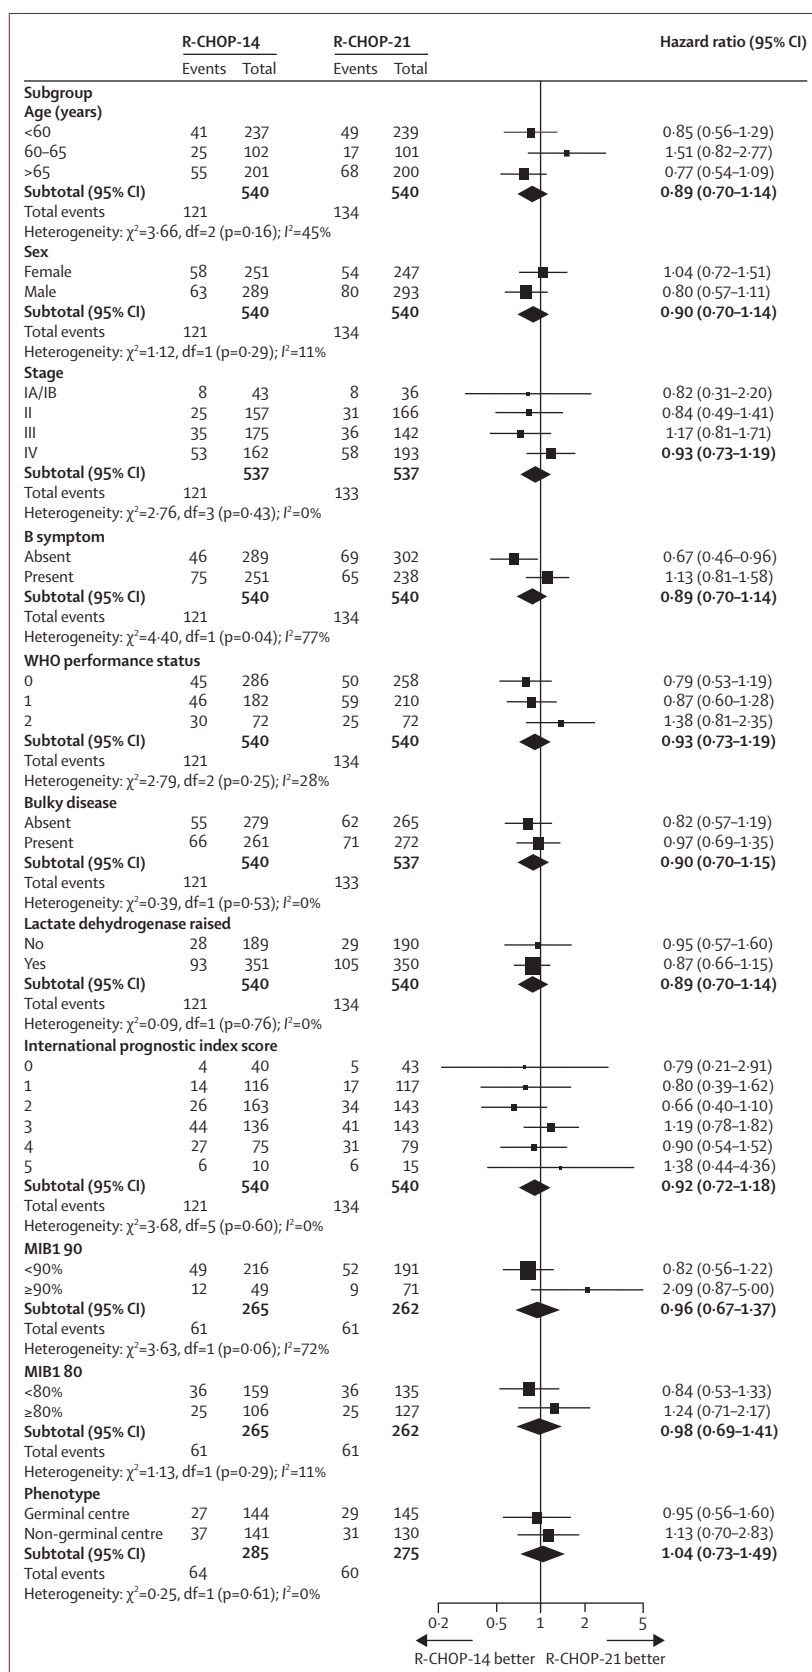 R-CHOP-14 R-CHOP-21 Hazard ratio (95% CI)
Events Total Events Total
Subgroup
Age (years)
<60 41 237 49 239 0·85 (0·56–1·29)
60–65 25 102 17 101 1·51 (0·82–2·77)
>65 55 201 68 200 0·77 (0·54–1·09)
Subtotal (95% CI) 540 540 0·89 (0·70–1·14)
Total events 121 134
Heterogeneity: χ²=3·66, df=2 (p=0·16); I²=45%
Sex
Female 58 251 54 247 1·04 (0·72–1·51)
Male 63 289 80 293 0·80 (0·57–1·11)
Subtotal (95% CI) 540 540 0·90 (0·70–1·14)
Total events 121 134
Heterogeneity: χ²=1·12, df=1 (p=0·29); I²=11%
Stage
IA/IB 8 43 8 36 0·82 (0·31–2·20)
II 25 157 31 166 0·84 (0·49–1·41)
III 35 175 36 142 1·17 (0·81–1·71)
IV 53 162 58 193 0·93 (0·73–1·19)
Subtotal (95% CI) 537 537
Total events 121 133
Heterogeneity: χ²=2·76, df=3 (p=0·43); I²=0%
B symptom
Absent 46 289 69 302 0·67 (0·46–0·96)
Present 75 251 65 238 1·13 (0·81–1·58)
Subtotal (95% CI) 540 540 0·89 (0·70–1·14)
Total events 121 134
Heterogeneity: χ²=4·40, df=1 (p=0·04); I²=77%
WHO performance status
0 45 286 50 258 0·79 (0·53–1·19)
1 46 182 59 210 0·87 (0·60–1·28)
2 30 72 25 72 1·38 (0·81–2·35)
Subtotal (95% CI) 540 540 0·93 (0·73–1·19)
Total events 121 134
Heterogeneity: χ²=2·79, df=2 (p=0·25); I²=28%
Bulky disease
Absent 55 279 62 265 0·82 (0·57–1·19)
Present 66 261 71 272 0·97 (0·69–1·35)
Subtotal (95% CI) 540 537 0·90 (0·70–1·15)
Total events 121 133
Heterogeneity: χ²=0·39, df=1 (p=0·53); I²=0%
Lactate dehydrogenase raised
No 28 189 29 190 0·95 (0·57–1·60)
Yes 93 351 105 350 0·87 (0·66–1·15)
Subtotal (95% CI) 540 540 0·89 (0·70–1·14)
Total events 121 134
Heterogeneity: χ²=0·09, df=1 (p=0·76); I²=0%
International prognostic index score
0 4 40 5 43 0·79 (0·21–2·91)
1 14 116 17 117 0·80 (0·39–1·62)
2 26 163 34 143 0·66 (0·40–1·10)
3 44 136 41 143 1·19 (0·78–1·82)
4 27 75 31 79 0·90 (0·54–1·52)
5 6 10 6 15 1·38 (0·44–4·36)
Subtotal (95% CI) 540 540 0·92 (0·72–1·18)
Total events 121 134
Heterogeneity: χ²=3·68, df=5 (p=0·60); I²=0%
MIB1 90
<90% 49 216 52 191 0·82 (0·56–1·22)
≥90% 12 49 9 71 2·09 (0·87–5·00)
Subtotal (95% CI) 265 262 0·96 (0·67–1·37)
Total events 61 61
Heterogeneity: χ²=3·63, df=1 (p=0·06); I²=72%
MIB1 80
<80% 36 159 36 135 0·84 (0·53–1·33)
≥80% 25 106 25 127 1·24 (0·71–2·17)
Subtotal (95% CI) 265 262 0·98 (0·69–1·41)
Total events 61 61
Heterogeneity: χ²=1·13, df=1 (p=0·29); I²=11%
Phenotype
Germinal centre 27 144 29 145 0·95 (0·56–1·60)
Non-germinal centre 37 141 31 130 1·13 (0·70–2·83)
Subtotal (95% CI) 285 275 1·04 (0·73–1·49)
Total events 64 60
Heterogeneity: χ²=0·25, df=1 (p=0·61); I²=0%
0·2 0·5 1 2 5
R-CHOP-14 better R-CHOP-21 better